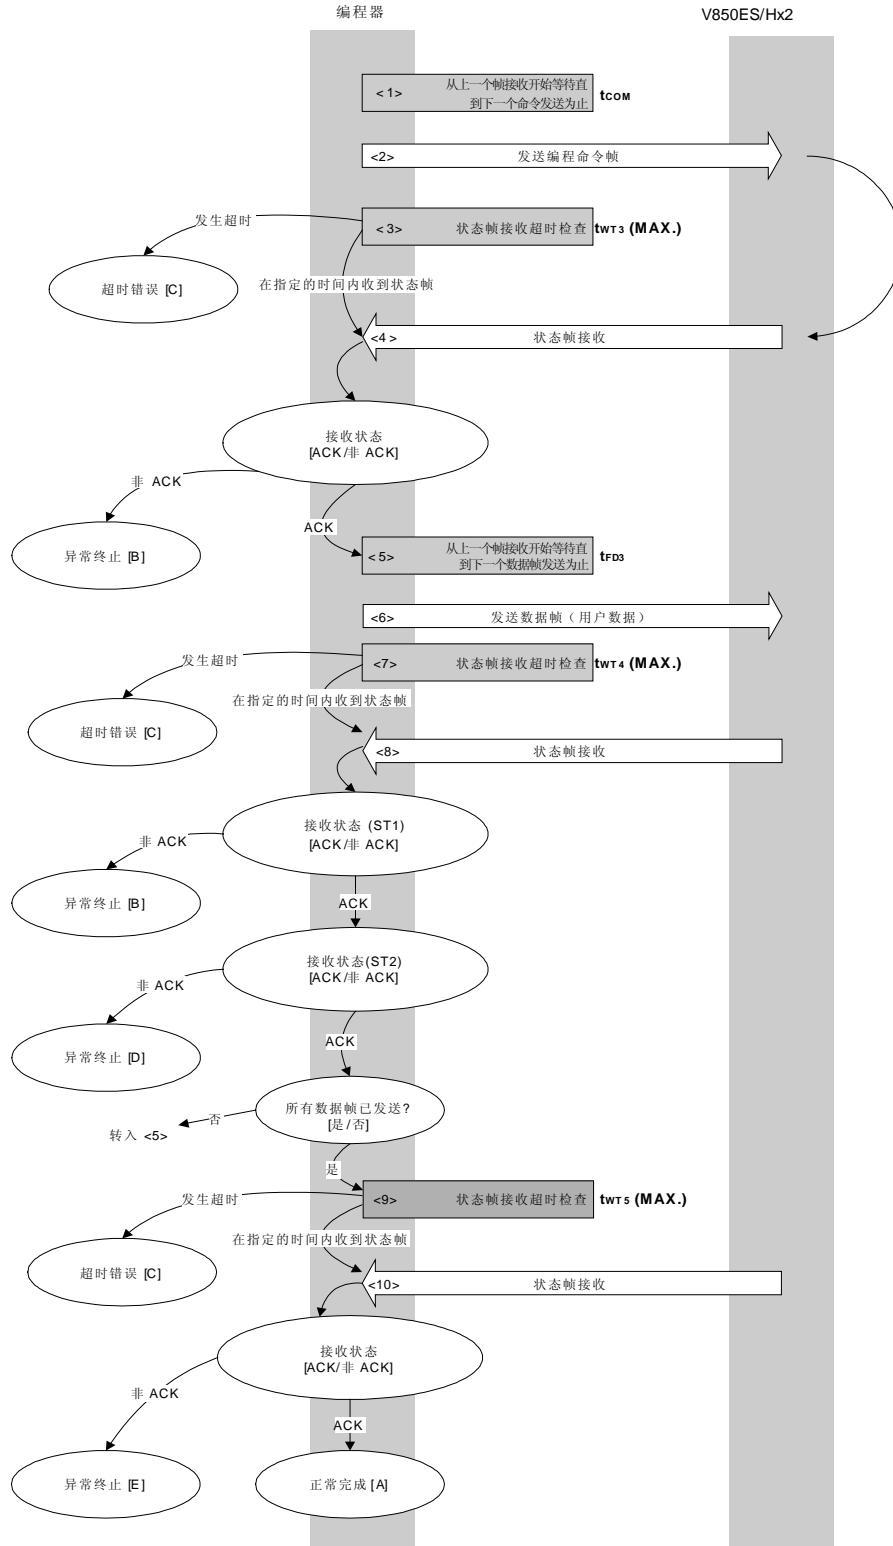 编程器
V850ES/Hx2
<1> 从上一个帧接收开始等待直
到下一个命令发送为止
tCOM
<2> 发送编程命令帧
发生超时
<3> 状态帧接收超时检查
tWT3 (MAX.)
超时错误 [C]
在指定的时间内收到状态帧
<4> 状态帧接收
接收状态
[ACK/非 ACK]
非 ACK
ACK
异常终止 [B]
<5> 从上一个帧接收开始等待直
到下一个数据帧发送为止
tFD3
<6> 发送数据帧（用户数据）
发生超时
<7> 状态帧接收超时检查
tWT4 (MAX.)
在指定的时间内收到状态帧
超时错误 [C]
<8> 状态帧接收
接收状态 (ST1)
[ACK/非 ACK]
非 ACK
异常终止 [B]
ACK
接收状态(ST2)
[ACK/非 ACK]
非 ACK
ACK
异常终止 [D]
所有数据帧已发送?
[是/否]
否
转入 <5>
是
发生超时
<9> 状态帧接收超时检查
tWT5 (MAX.)
在指定的时间内收到状态帧
超时错误 [C]
<10> 状态帧接收
接收状态
[ACK/非 ACK]
非 ACK
ACK
异常终止 [E]
正常完成 [A]